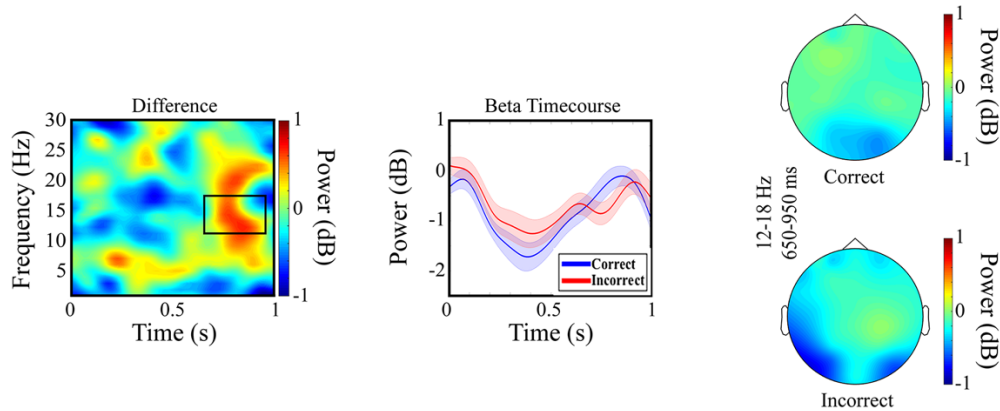 Difference
30
25
20
15
10
5
0
0.5
1
Frequency (Hz)
Time (s)
1
0
-1
Power (dB)
Beta Timecourse
1
0
-1
-2
Power (dB)
0
0.5
1
Time (s)
Correct
Incorrect
1
0
-1
Power (dB)
Correct
12-18 Hz
650-950 ms
1
0
-1
Power (dB)
Incorrect